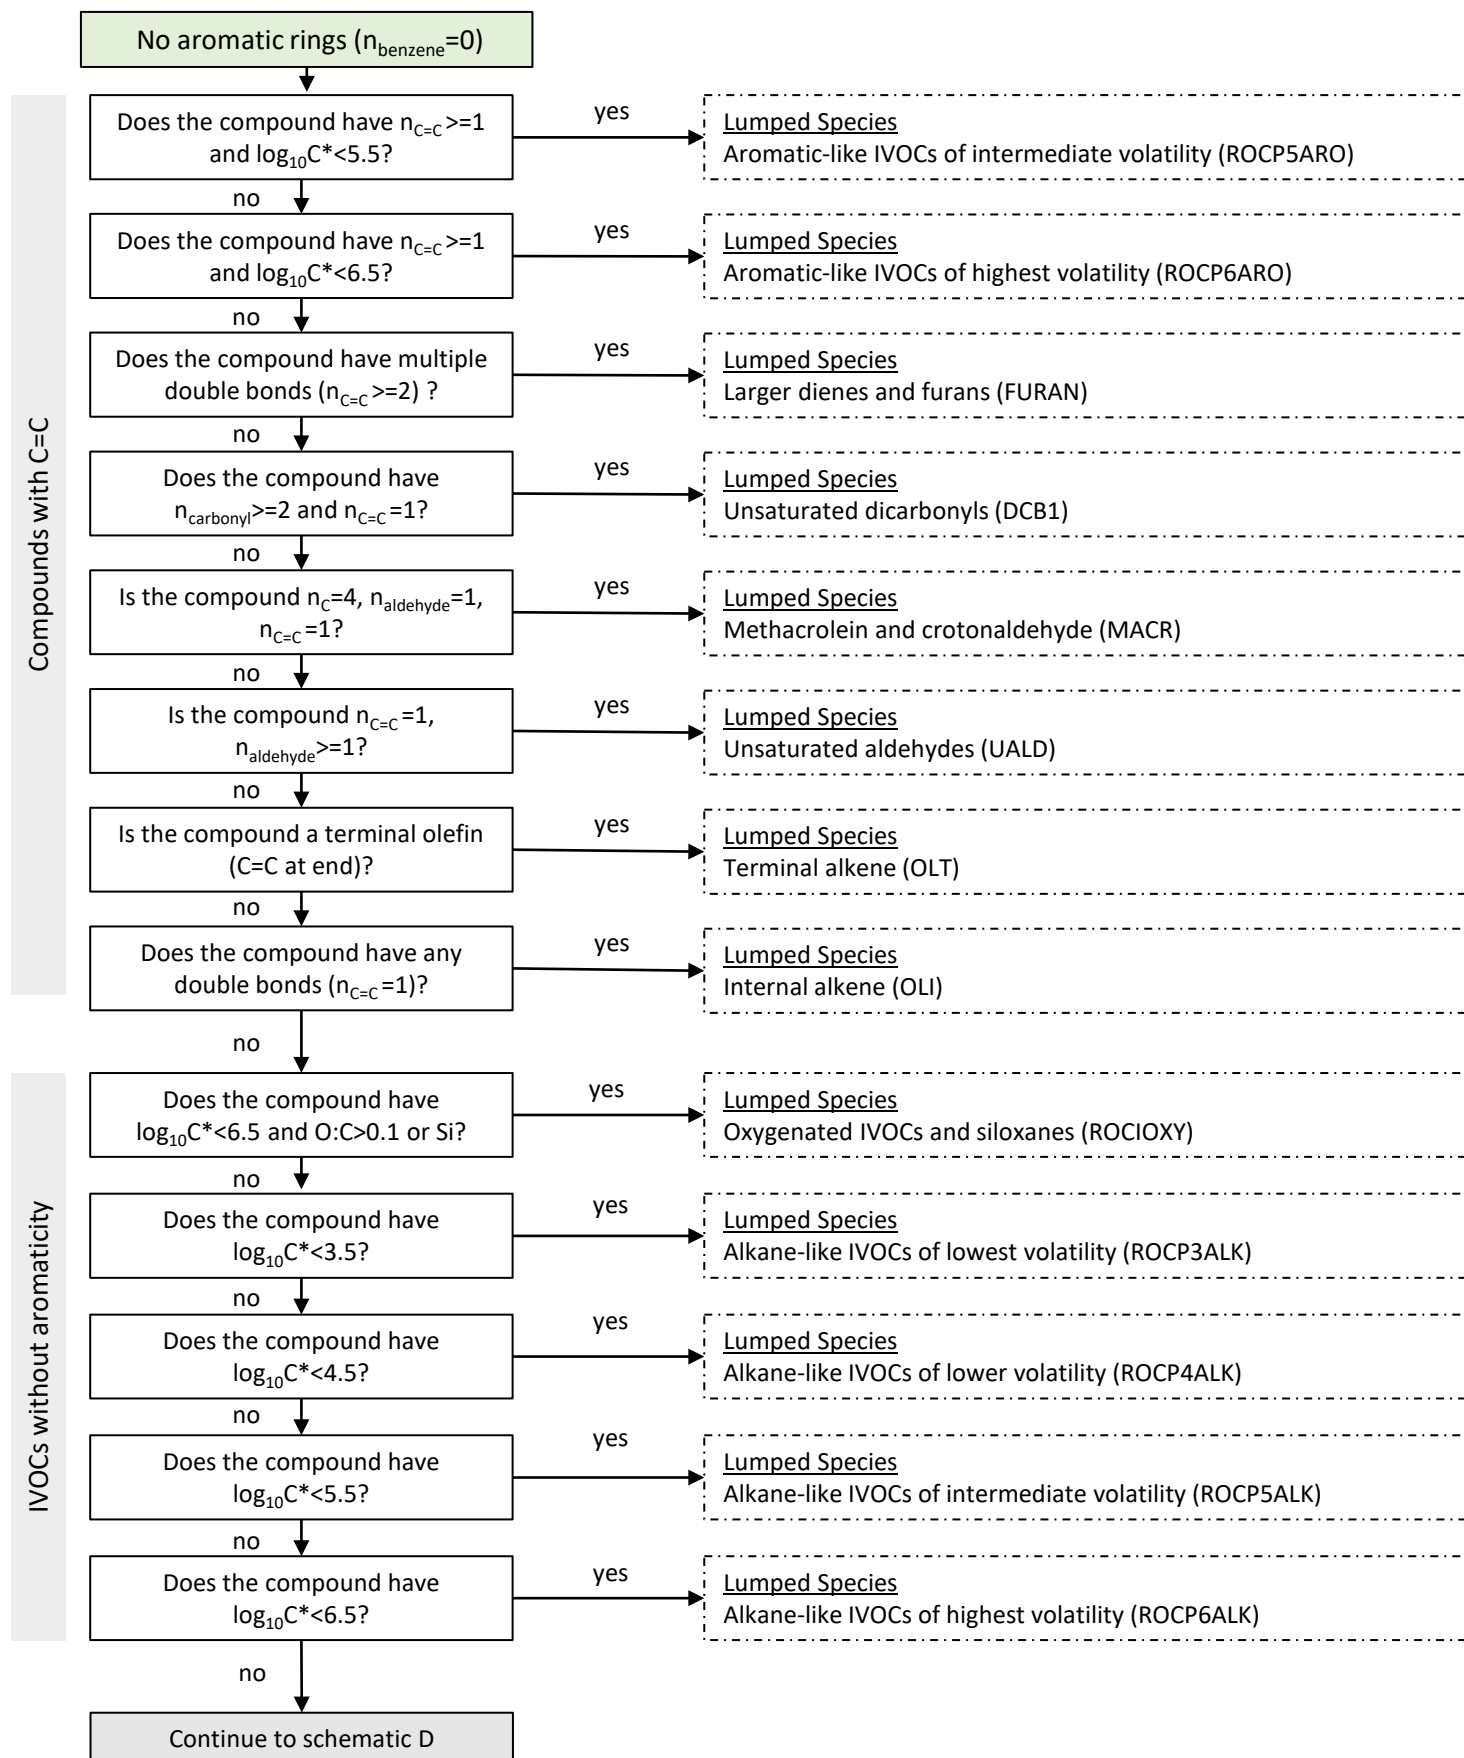 No aromatic rings (n_benzene=0)
Compounds with C=C
Does the compound have n_C=C >=1
and log₁₀C*<5.5?
yes
Lumped Species
Aromatic-like IVOCs of intermediate volatility (ROCP5ARO)
no
Does the compound have n_C=C >=1
and log₁₀C*<6.5?
yes
Lumped Species
Aromatic-like IVOCs of highest volatility (ROCP6ARO)
no
Does the compound have multiple
double bonds (n_C=C >=2) ?
yes
Lumped Species
Larger dienes and furans (FURAN)
no
Does the compound have
n_carbonyl>=2 and n_C=C =1?
yes
Lumped Species
Unsaturated dicarbonyls (DCB1)
no
Is the compound n_C=4, n_aldehyde=1,
n_C=C =1?
yes
Lumped Species
Methacrolein and crotonaldehyde (MACR)
no
Is the compound n_C=C =1,
n_aldehyde>=1?
yes
Lumped Species
Unsaturated aldehydes (UALD)
no
Is the compound a terminal olefin
(C=C at end)?
yes
Lumped Species
Terminal alkene (OLT)
no
Does the compound have any
double bonds (n_C=C =1)?
yes
Lumped Species
Internal alkene (OLI)
no
IVOCs without aromaticity
Does the compound have
log₁₀C*<6.5 and O:C>0.1 or Si?
yes
Lumped Species
Oxygenated IVOCs and siloxanes (ROCIOXY)
no
Does the compound have
log₁₀C*<3.5?
yes
Lumped Species
Alkane-like IVOCs of lowest volatility (ROCP3ALK)
no
Does the compound have
log₁₀C*<4.5?
yes
Lumped Species
Alkane-like IVOCs of lower volatility (ROCP4ALK)
no
Does the compound have
log₁₀C*<5.5?
yes
Lumped Species
Alkane-like IVOCs of intermediate volatility (ROCP5ALK)
no
Does the compound have
log₁₀C*<6.5?
yes
Lumped Species
Alkane-like IVOCs of highest volatility (ROCP6ALK)
no
Continue to schematic D